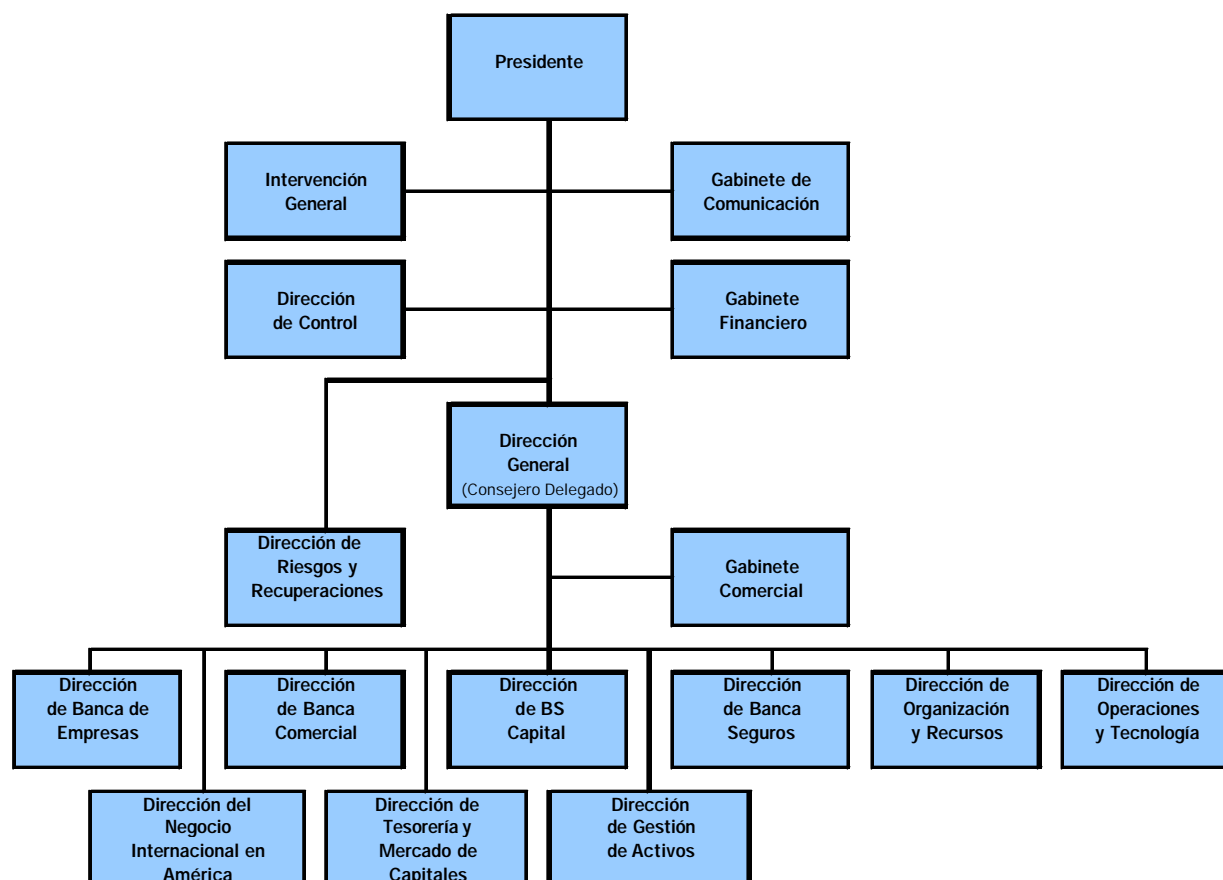 Presidente
Intervención
General
Gabinete de
Comunicación
Dirección
de Control
Gabinete
Financiero
Dirección
General
(Consejero Delegado)
Dirección de
Riesgos y
Recuperaciones
Gabinete
Comercial
Dirección
de Banca de
Empresas
Dirección
de Banca
Comercial
Dirección
de BS
Capital
Dirección
de Banca
Seguros
Dirección de
Organización
y Recursos
Dirección de
Operaciones
y Tecnología
Dirección del
Negocio
Internacional en
América
Dirección de
Tesorería y
Mercado de
Capitales
Dirección
de Gestión
de Activos